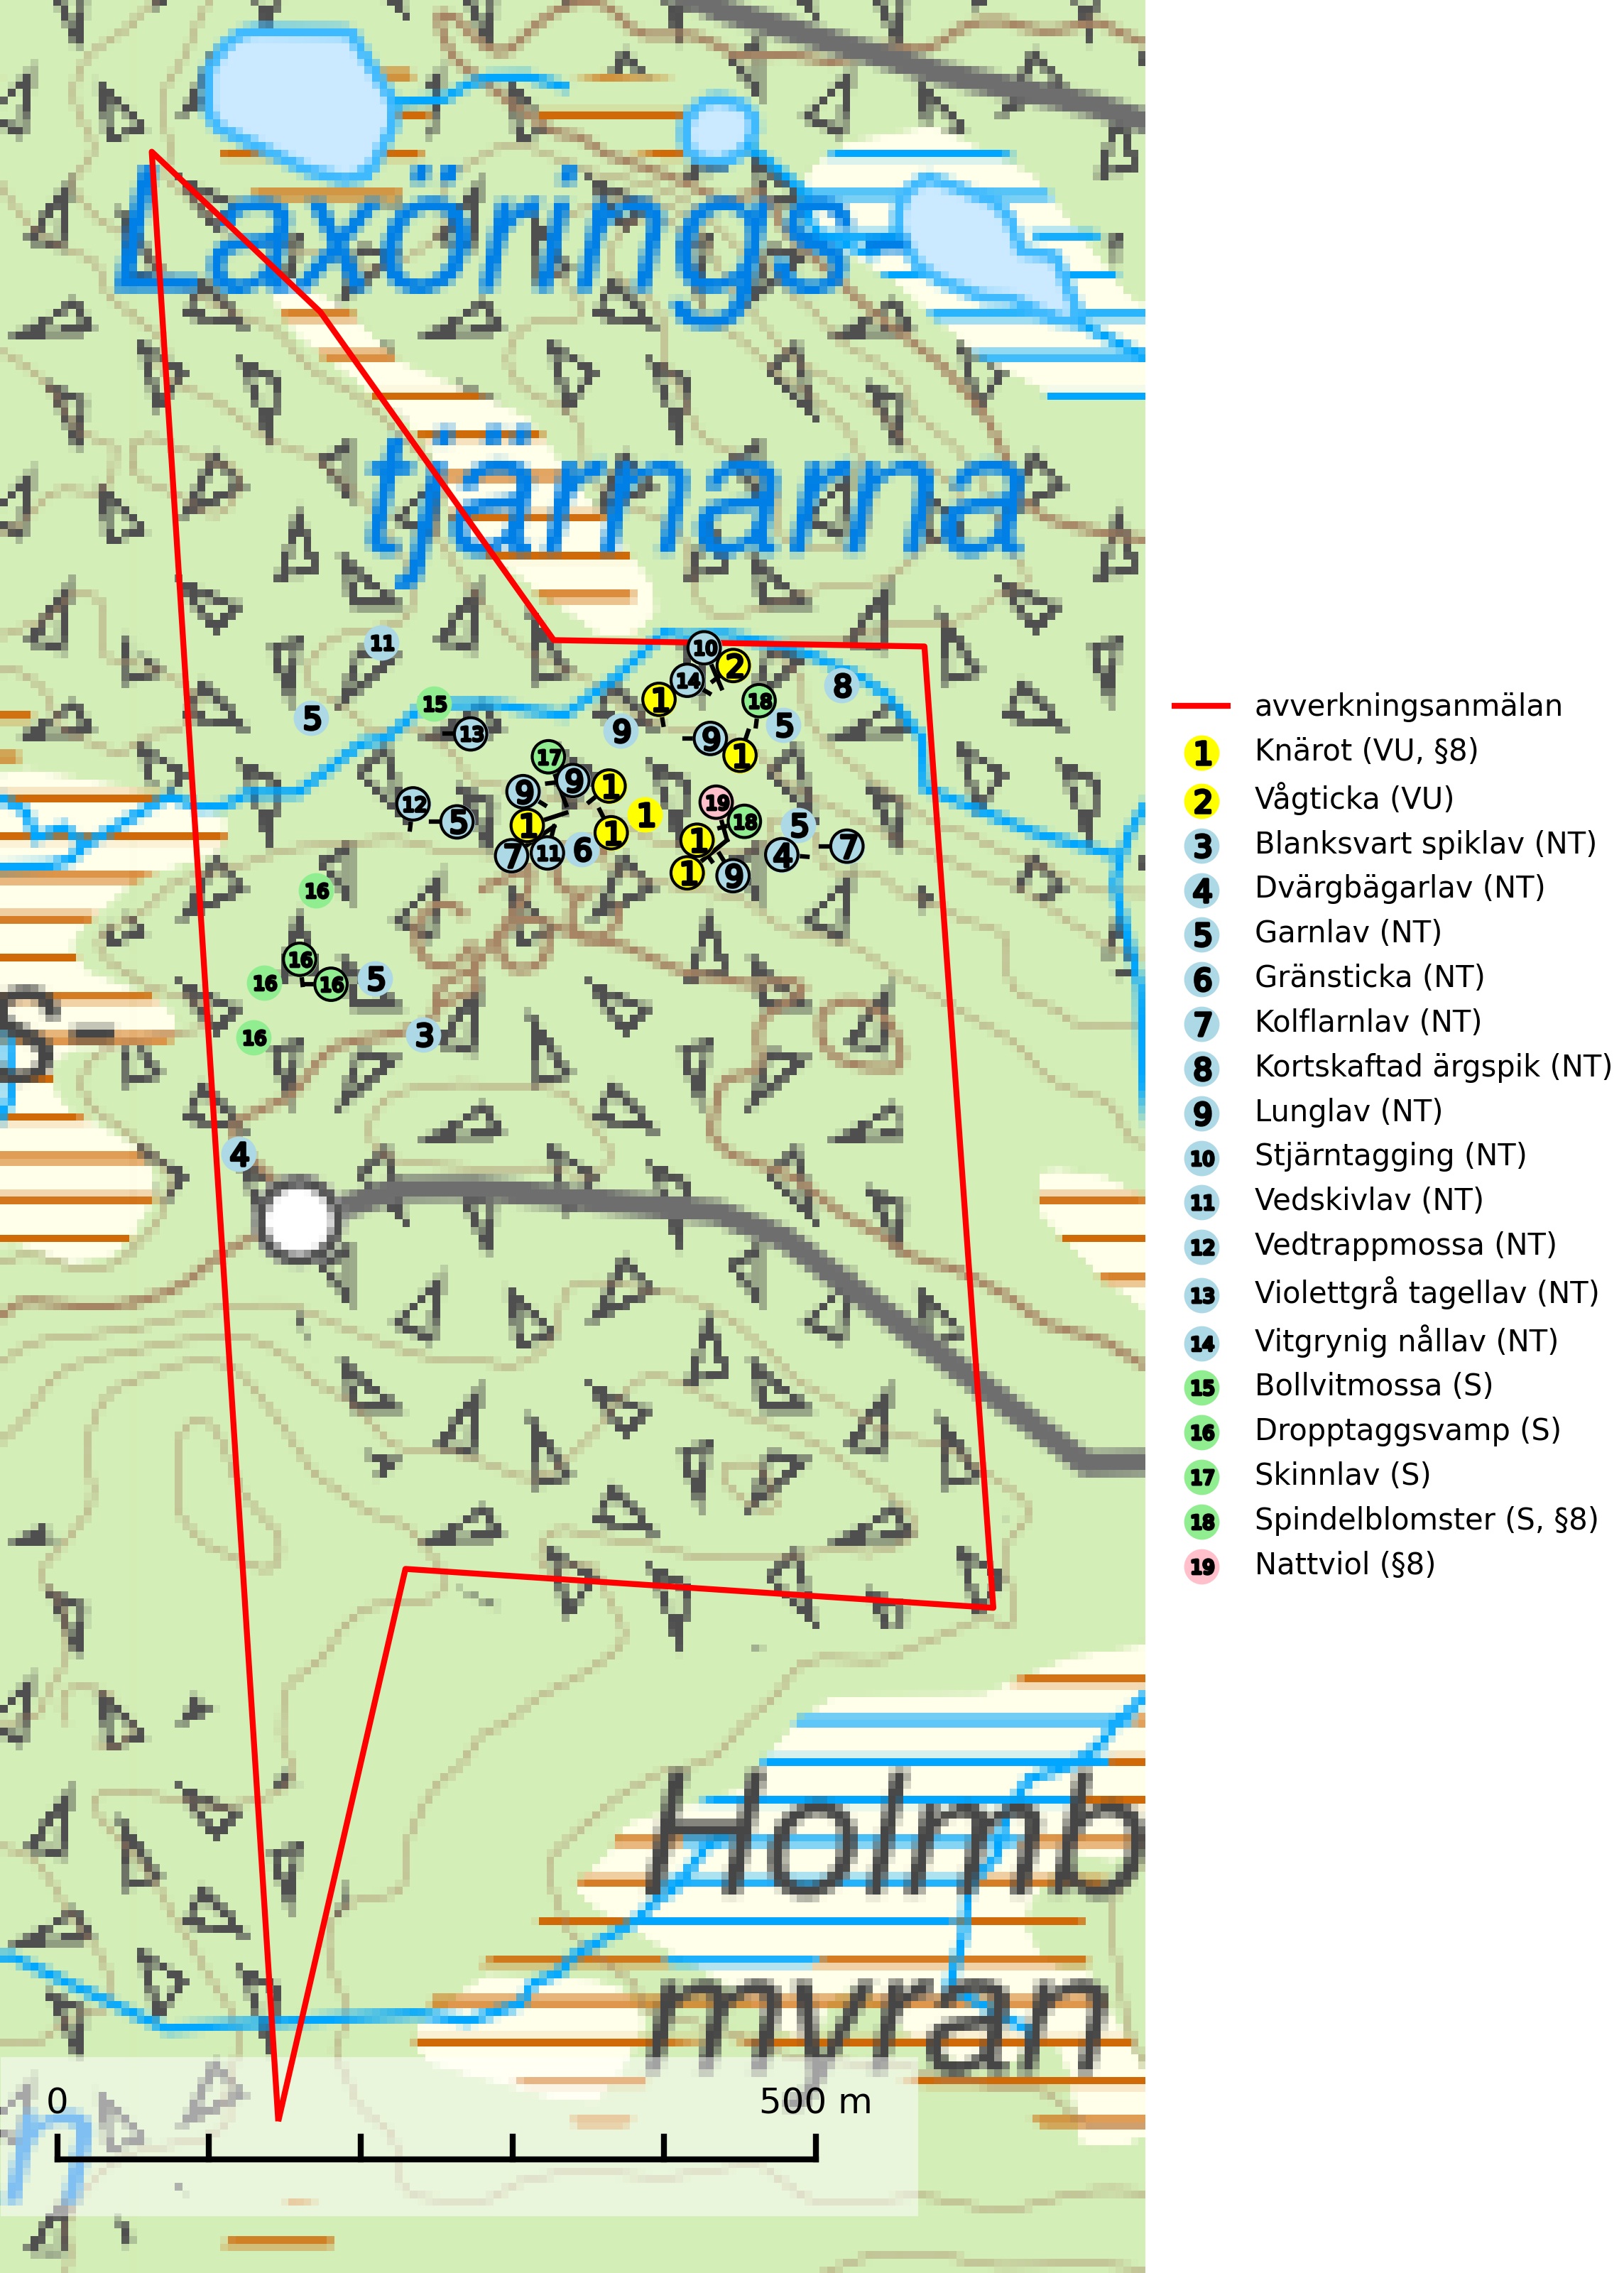 Laxörings
tjärnarna
10
2
14
11
8
1
18
15
5
5
9
13
9
1
17
9
1
9
12
19
1
5
1
18
5
1
1
7
7
11
6
4
1
9
16
16
5
16
16
S-
3
16
4
Holmb
myran
n
0
500 m
avverkningsanmälan
1 Knärot (VU, §8)
2 Vågticka (VU)
3 Blanksvart spiklav (NT)
4 Dvärgbägarlav (NT)
5 Garnlav (NT)
6 Gränsticka (NT)
7 Kolflarnlav (NT)
8 Kortskaftad ärgspik (NT)
9 Lunglav (NT)
10 Stjärntagging (NT)
11 Vedskivlav (NT)
12 Vedtrappmossa (NT)
13 Violettgrå tagellav (NT)
14 Vitgrynig nållav (NT)
15 Bollvitmossa (S)
16 Dropptaggsvamp (S)
17 Skinnlav (S)
18 Spindelblomster (S, §8)
19 Nattviol (§8)